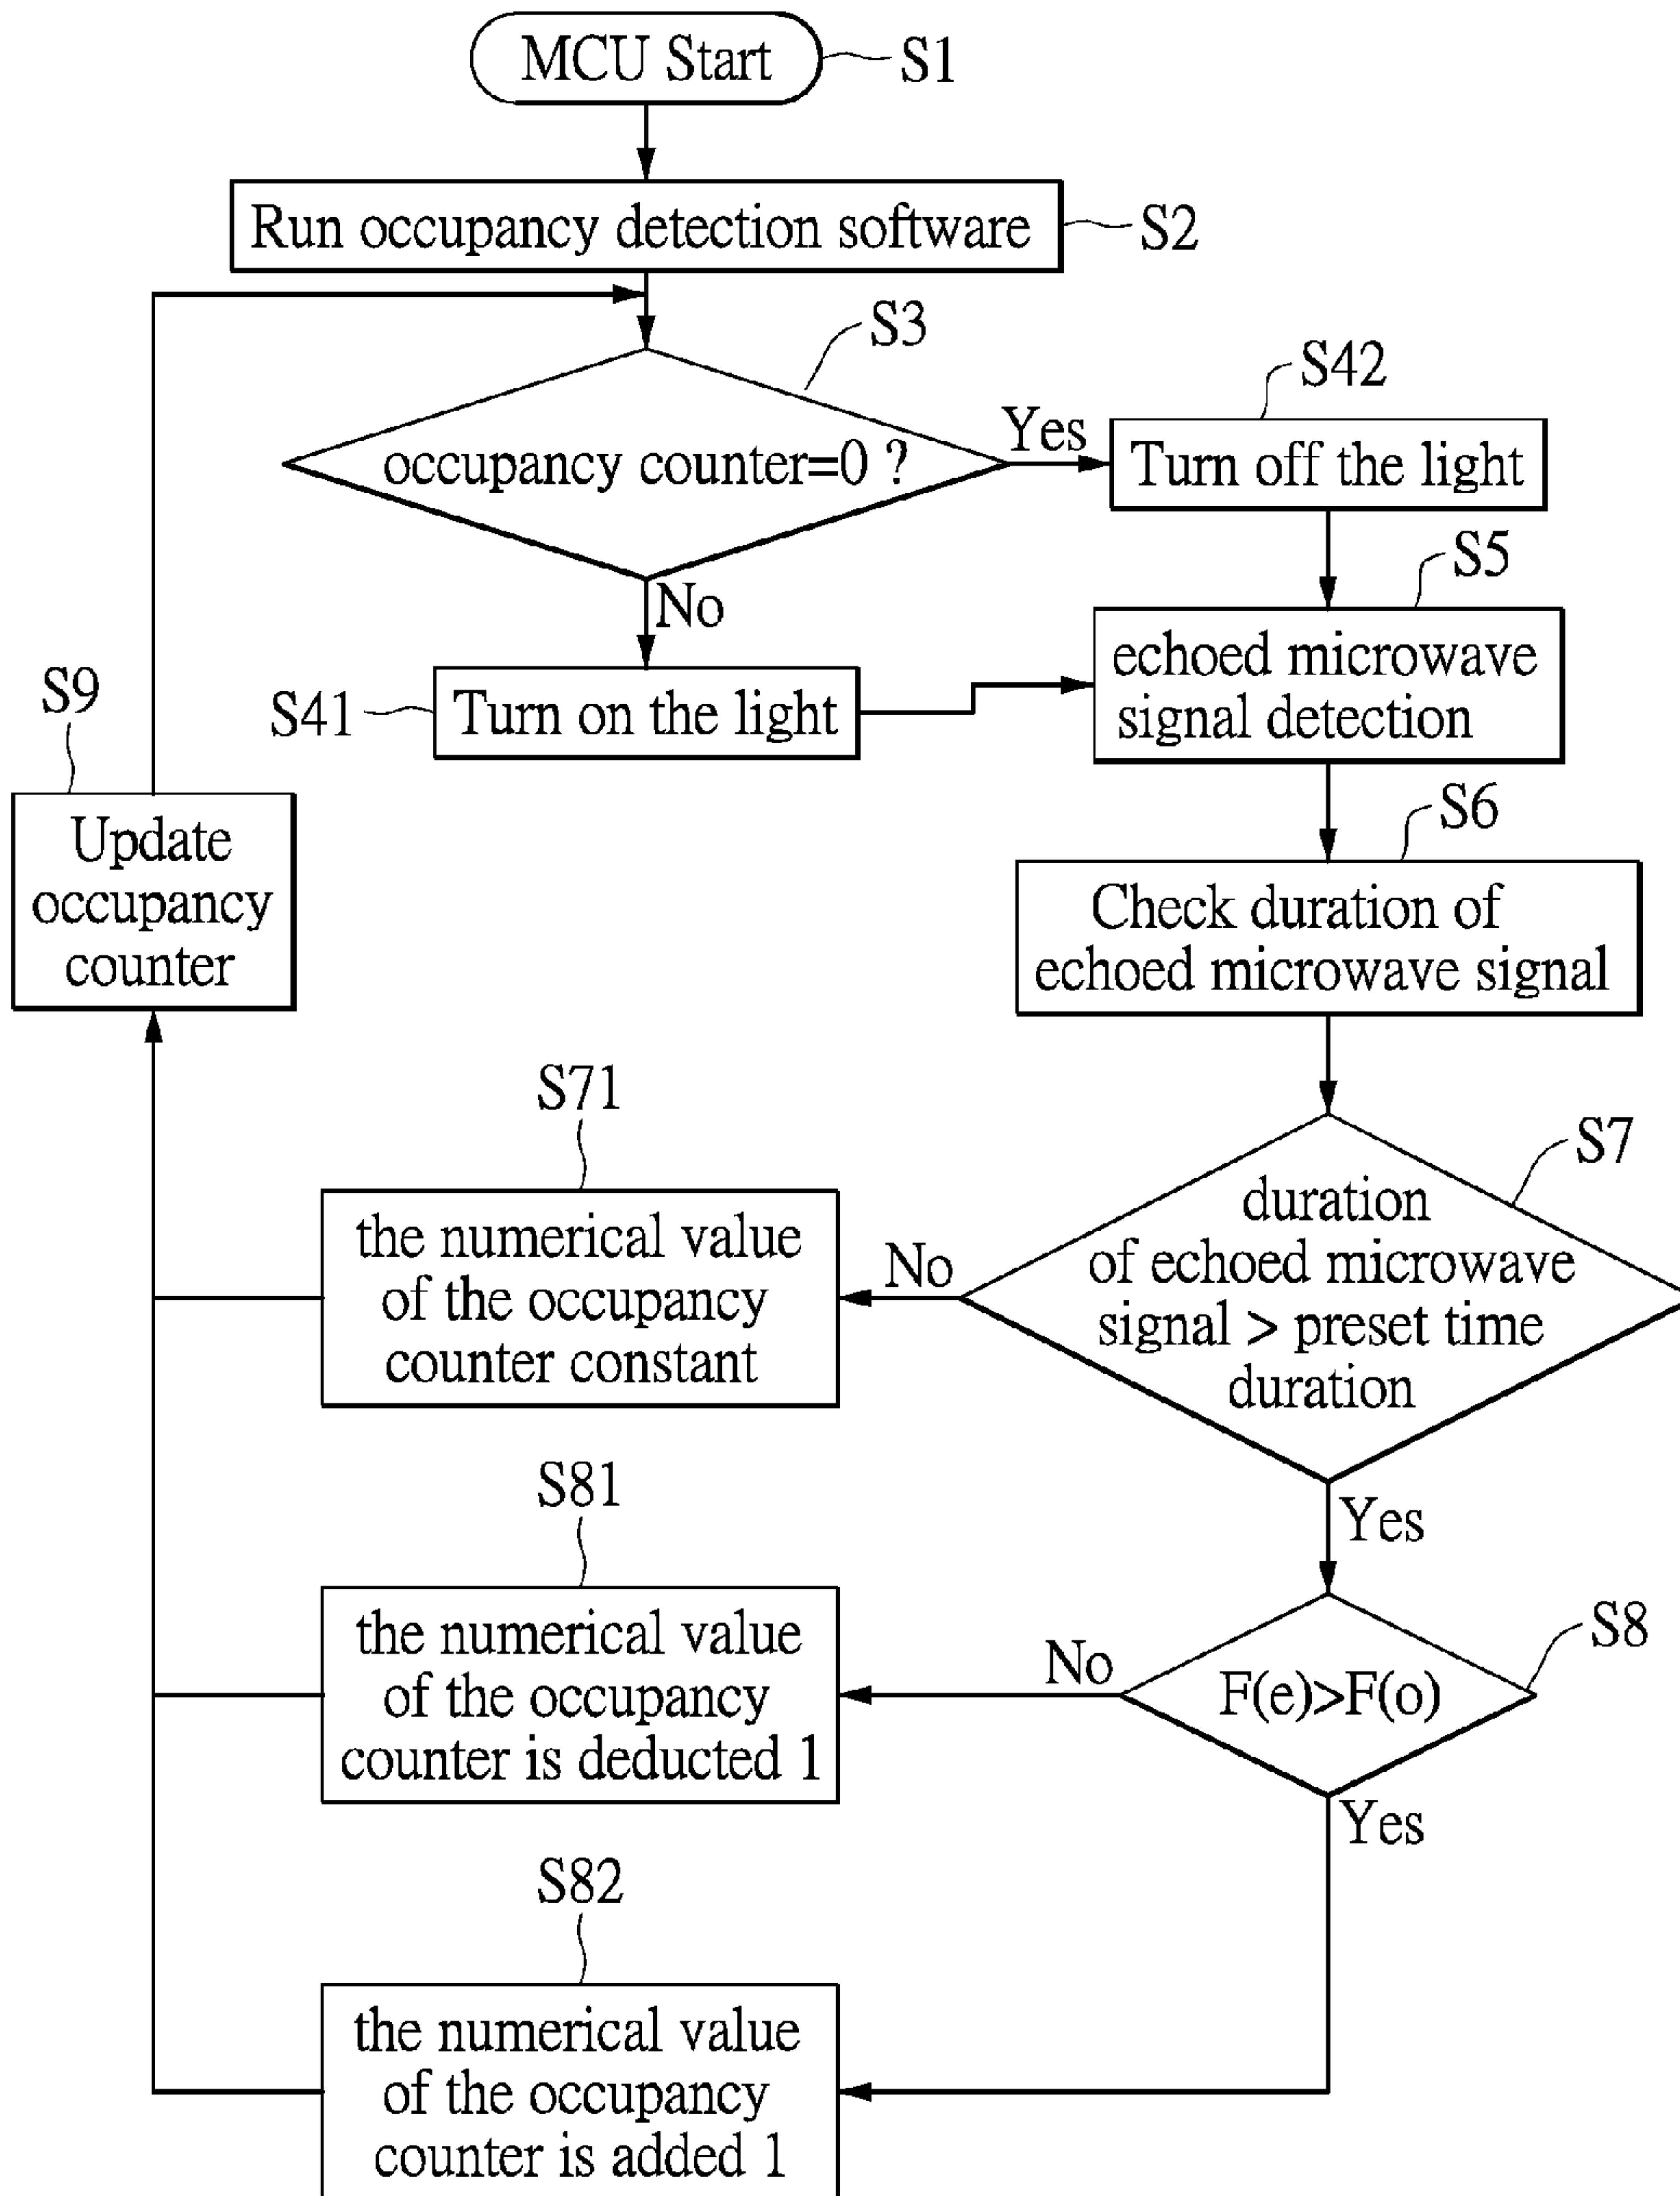 MCU Start
S1
Run occupancy detection software
S2
S3
occupancy counter=0 ?
Yes
S42
Turn off the light
No
S41
Turn on the light
S5
echoed microwave
signal detection
S9
Update
occupancy
counter
S6
Check duration of
echoed microwave signal
S7
duration
of echoed microwave
signal > preset time
duration
No
S71
the numerical value
of the occupancy
counter constant
Yes
S8
F(e)>F(o)
No
S81
the numerical value
of the occupancy
counter is deducted 1
Yes
S82
the numerical value
of the occupancy
counter is added 1